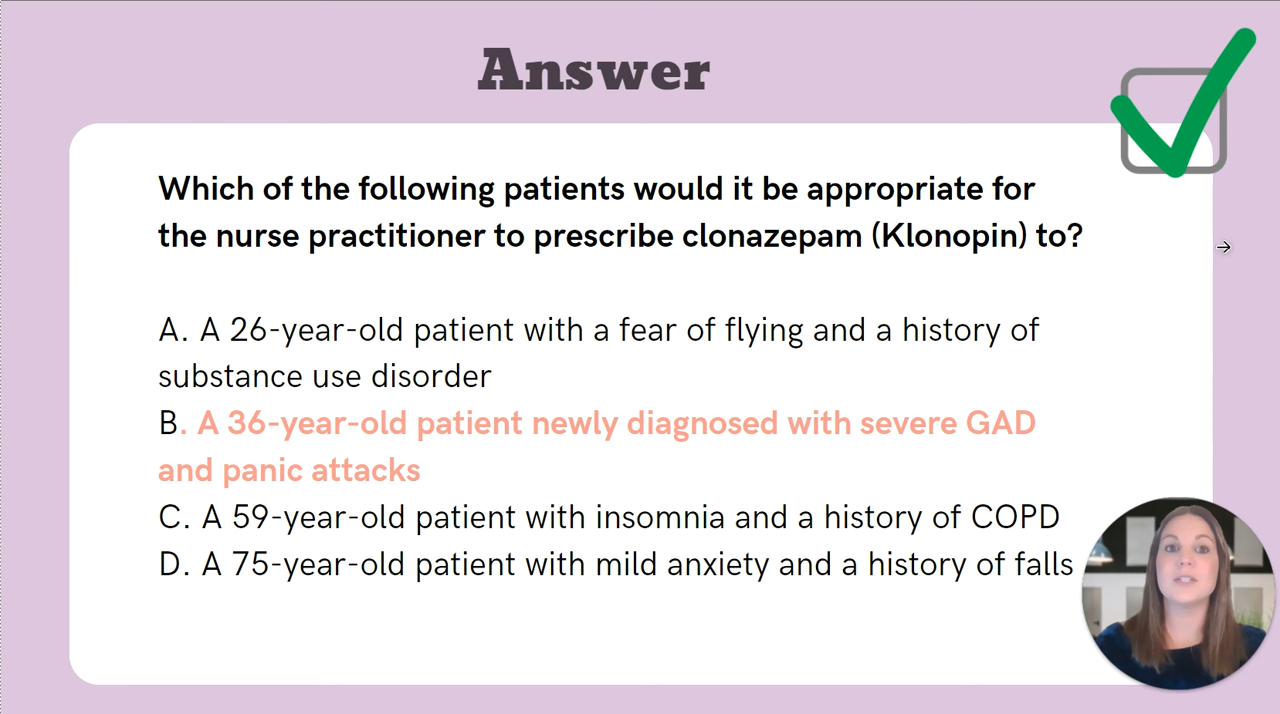 Answer
Which of the following patients would it be appropriate for
the nurse practitioner to prescribe clonazepam (Klonopin) to?
A. A 26-year-old patient with a fear of flying and a history of
substance use disorder
B. A 36-year-old patient newly diagnosed with severe GAD
and panic attacks
C. A 59-year-old patient with insomnia and a history of COPD
D. A 75-year-old patient with mild anxiety and a history of falls